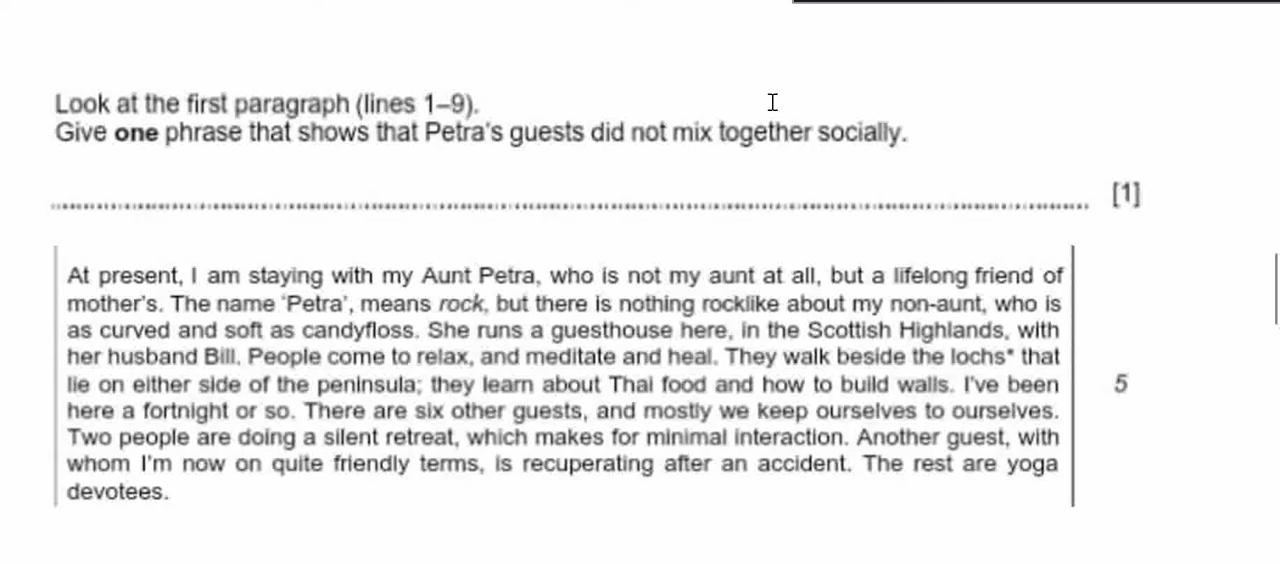 Look at the first paragraph (lines 1–9).
Give one phrase that shows that Petra's guests did not mix together socially.
[1]
At present, I am staying with my Aunt Petra, who is not my aunt at all, but a lifelong friend of
mother's. The name 'Petra', means rock, but there is nothing rocklike about my non-aunt, who is
as curved and soft as candyfloss. She runs a guesthouse here, in the Scottish Highlands, with
her husband Bill. People come to relax, and meditate and heal. They walk beside the lochs* that
lie on either side of the peninsula; they learn about Thai food and how to build walls. I've been
5
here a fortnight or so. There are six other guests, and mostly we keep ourselves to ourselves.
Two people are doing a silent retreat, which makes for minimal interaction. Another guest, with
whom I'm now on quite friendly terms, is recuperating after an accident. The rest are yoga
devotees.